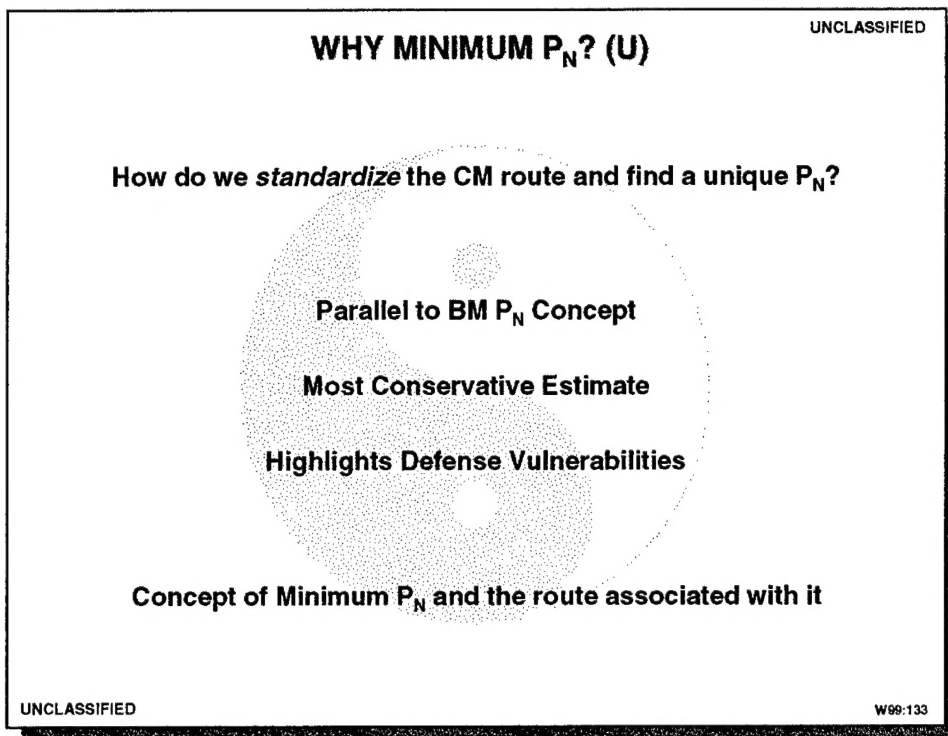 UNCLASSIFIED
WHY MINIMUM P_N? (U)
How do we standardize the CM route and find a unique P_N?
Parallel to BM P_N Concept
Most Conservative Estimate
Highlights Defense Vulnerabilities
Concept of Minimum P_N and the route associated with it
UNCLASSIFIED
W99:133